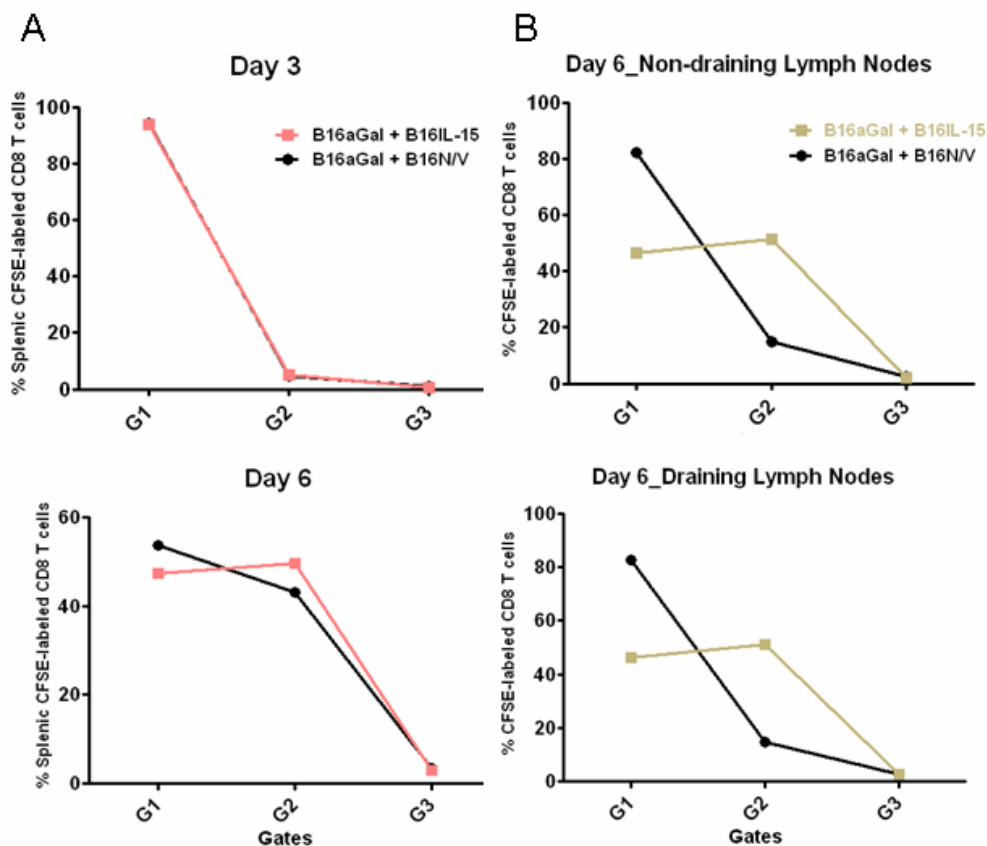 A
Day 3
% Splenic CFSE-labeled CD8 T cells
100
80
60
40
20
0
B16aGal + B16IL-15
B16aGal + B16N/V
G1
G2
G3
Day 6
% Splenic CFSE-labeled CD8 T cells
60
40
20
0
G1
G2
G3
Gates
B
Day 6_Non-draining Lymph Nodes
% CFSE-labeled CD8 T cells
100
80
60
40
20
0
B16aGal + B16IL-15
B16aGal + B16N/V
G1
G2
G3
Day 6_Draining Lymph Nodes
% CFSE-labeled CD8 T cells
100
80
60
40
20
0
G1
G2
G3
Gates